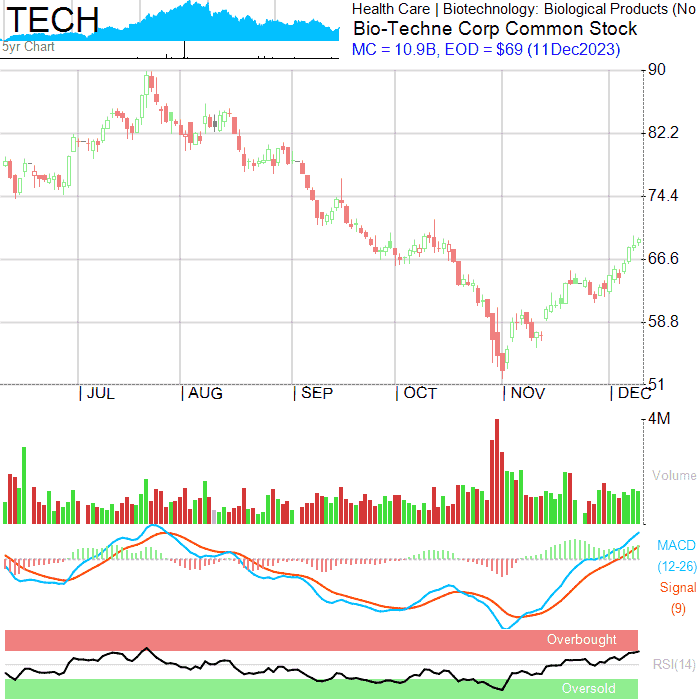 TECH
5yr Chart
Health Care | Biotechnology: Biological Products (No
Bio-Techne Corp Common Stock
MC = 10.9B, EOD = $69 (11Dec2023)
90
82.2
74.4
66.6
58.8
51
| JUL | AUG | SEP | OCT | NOV | DEC
4M
Volume
MACD
(12-26)
Signal
(9)
Overbought
RSI(14)
Oversold